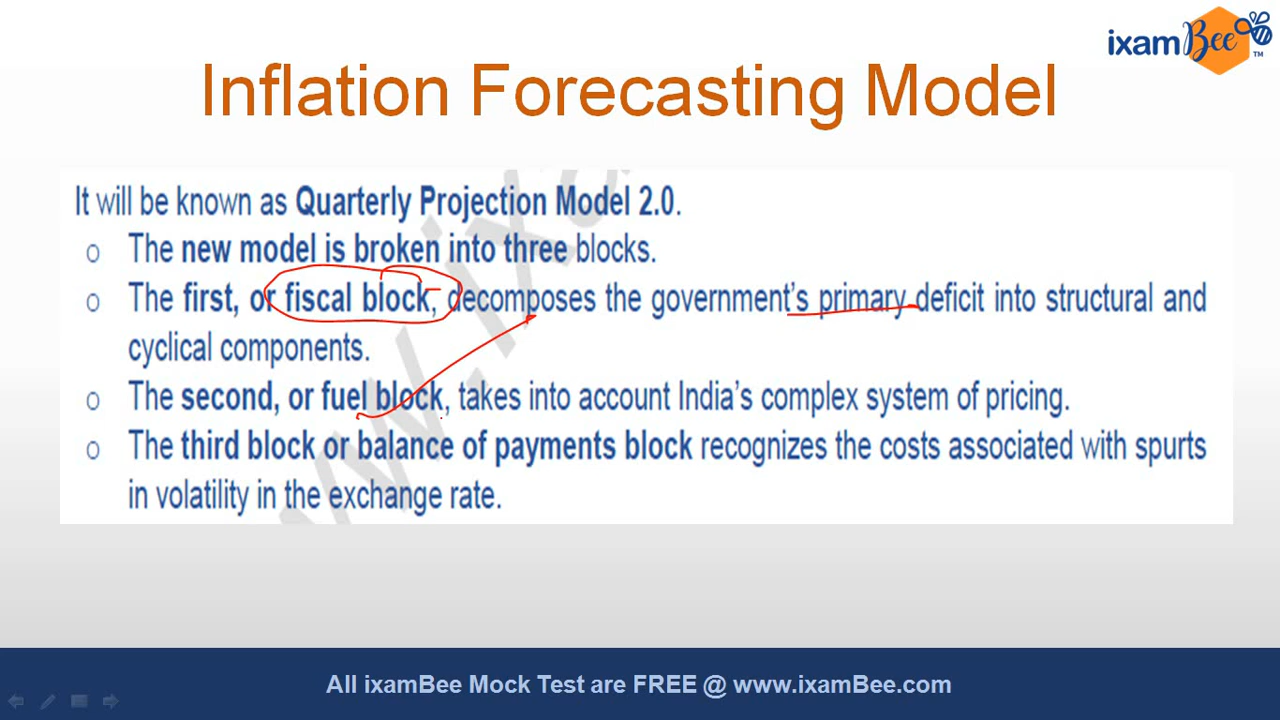 ixamBee
TM
Inflation Forecasting Model
It will be known as Quarterly Projection Model 2.0.
o The new model is broken into three blocks.
o The first, or fiscal block, decomposes the government's primary deficit into structural and
cyclical components.
o The second, or fuel block, takes into account India's complex system of pricing.
o The third block or balance of payments block recognizes the costs associated with spurts
in volatility in the exchange rate.
All ixamBee Mock Test are FREE @ www.ixamBee.com